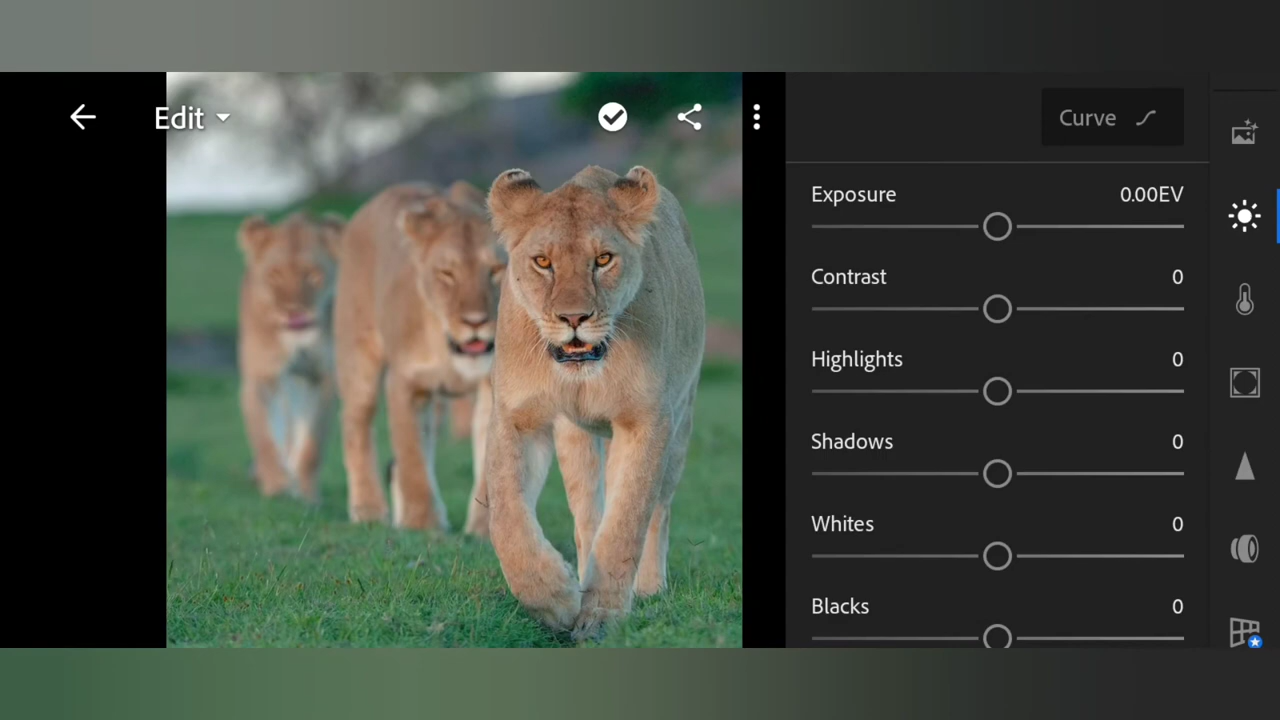 Edit
Curve
Exposure 0.00EV
Contrast 0
Highlights 0
Shadows 0
Whites 0
Blacks 0